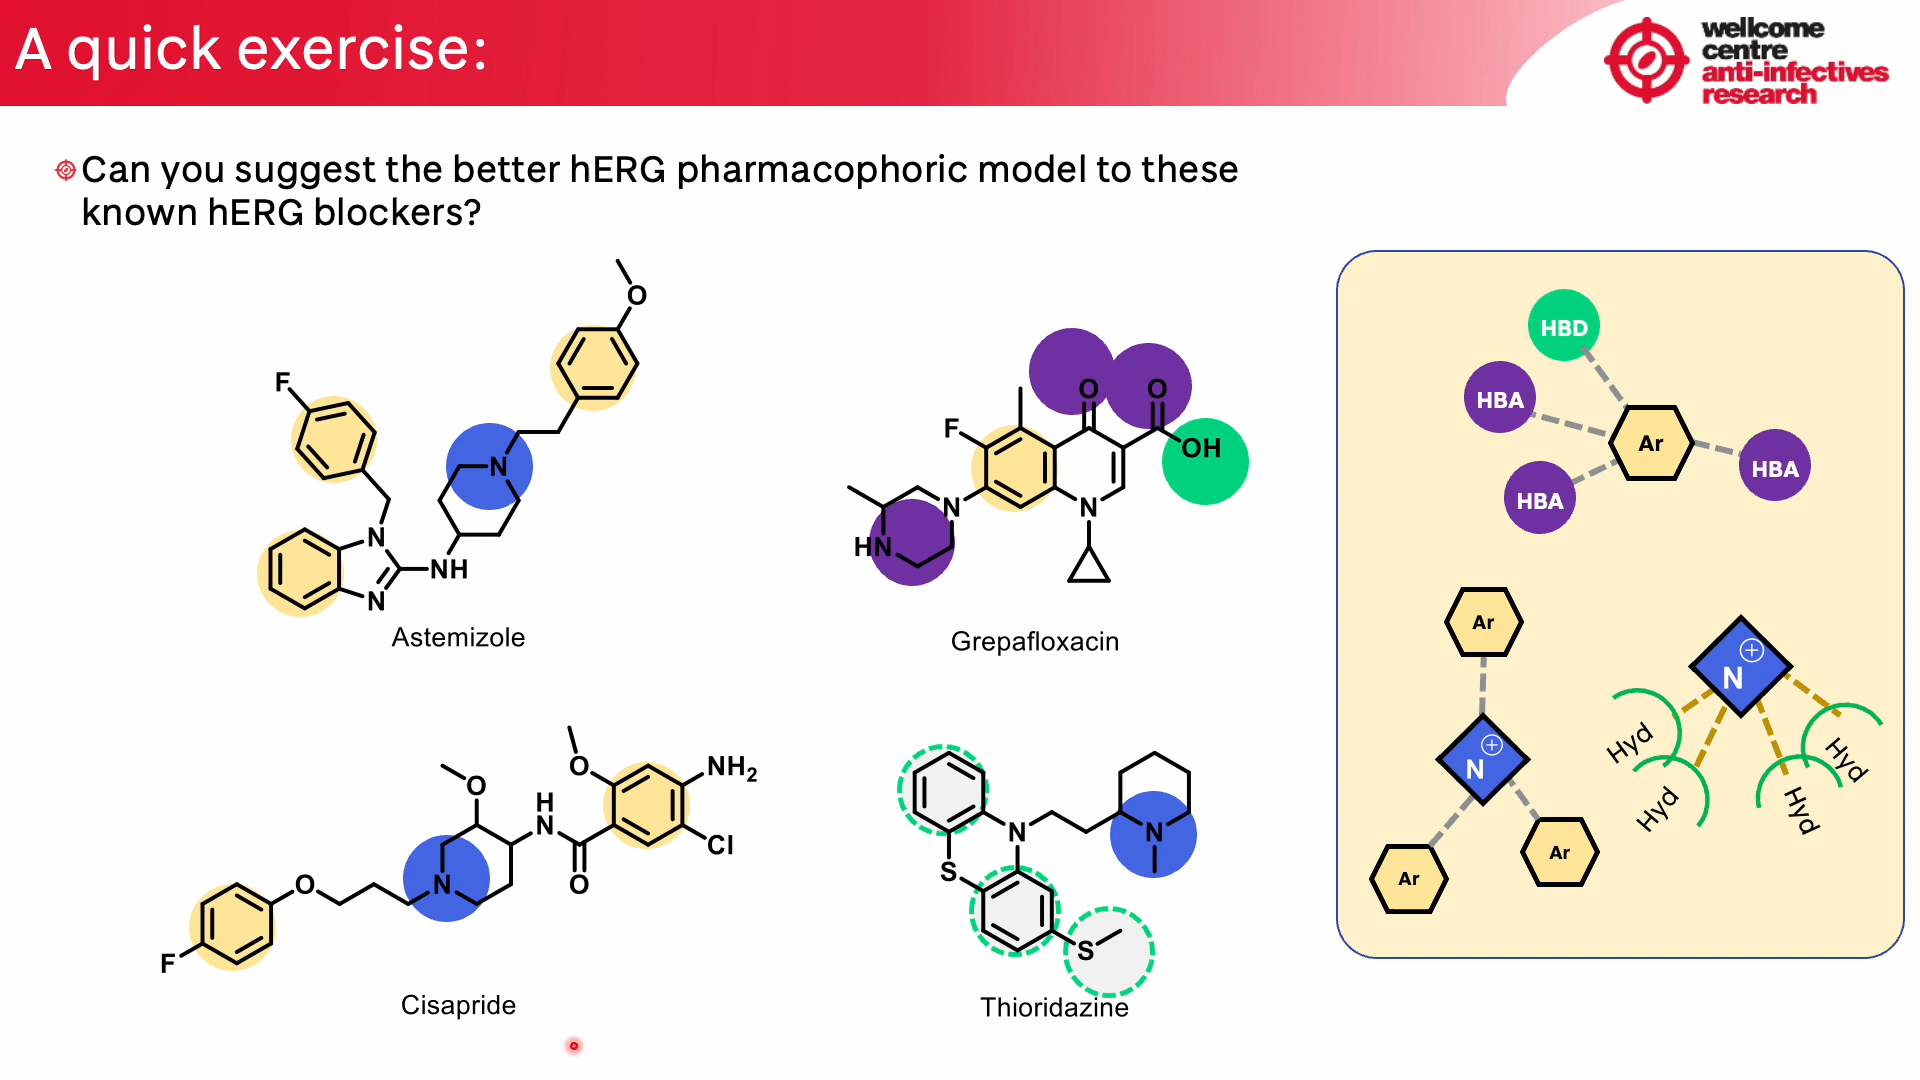 A quick exercise:
wellcome
centre
anti-infectives
research
Can you suggest the better hERG pharmacophoric model to these
known hERG blockers?
O
F
N
N
NH
N
Astemizole
O
O
F
OH
N
N
HN
Grepafloxacin
O
NH2
O
H
N
Cl
O
O
N
F
Cisapride
N
N
S
S
Thioridazine
HBD
HBA
Ar
HBA
HBA
Ar
N
+
Ar
Ar
N
+
Hyd
Hyd
Hyd
Hyd